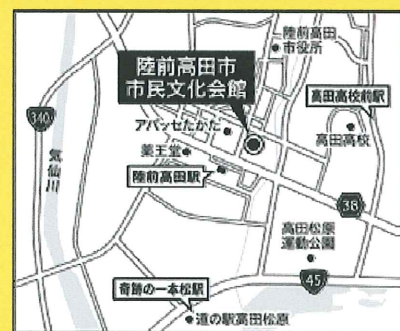 陸前高田
市役所
陸前高田市
市民文化会館
高田高校前駅
340
アバッセたかた
高田高校
気仙川
薬王堂
陸前高田駅
38
高田松原
運動公園
45
奇跡の一本松駅
道の駅高田松原